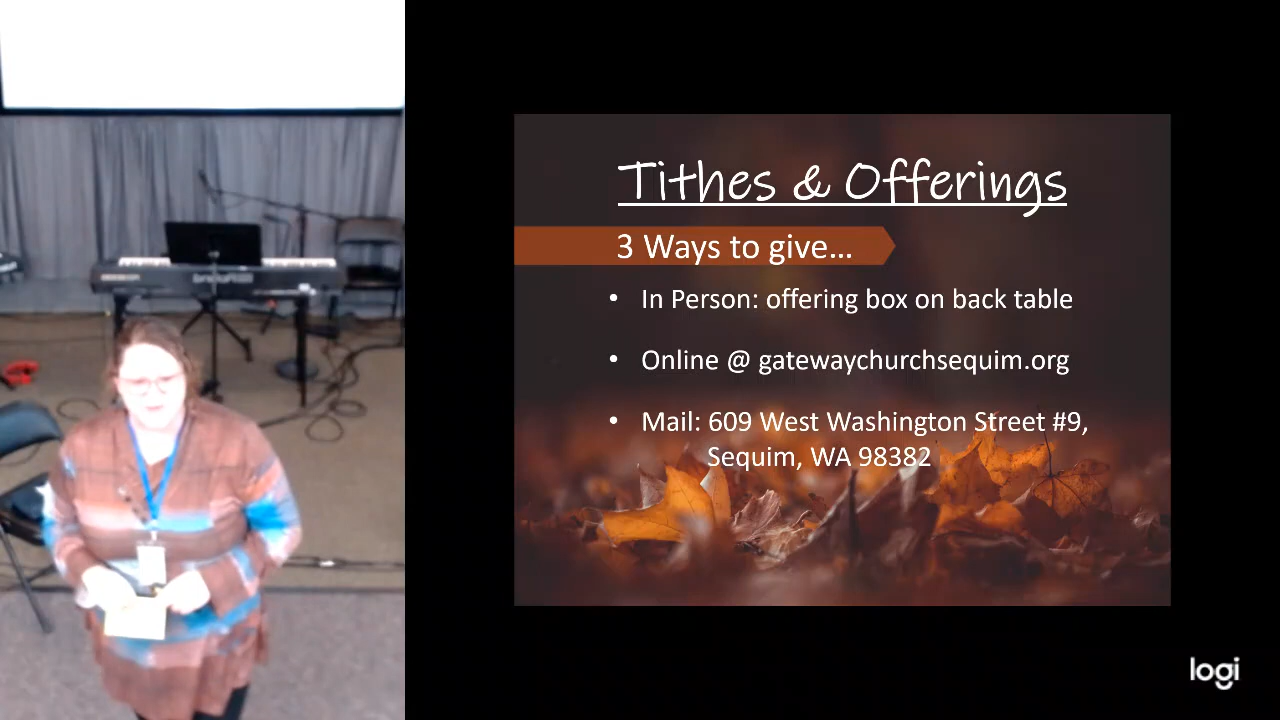 Tithes & Offerings
3 Ways to give...
• In Person: offering box on back table
• Online @ gatewaychurchsequim.org
• Mail: 609 West Washington Street #9,
Sequim, WA 98382
logi